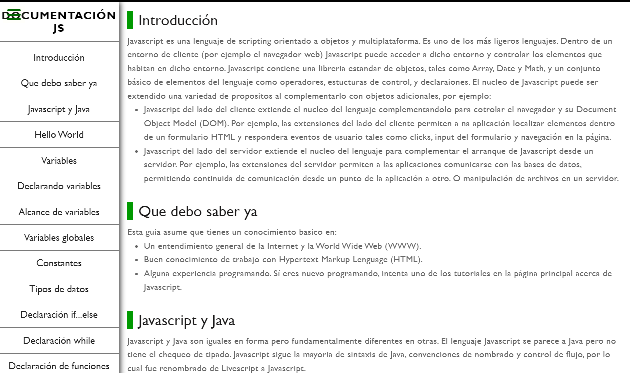 DOCUMENTACIÓN
JS
Introducción
Que debo saber ya
Javascript y Java
Hello World
Variables
Declarando variables
Alcance de variables
Variables globales
Constantes
Tipos de datos
Declaración if...else
Declaración while
Declaración de funciones
Introducción
Javascript es una lenguaje de scripting orientado a objetos y multiplataforma. Es uno de los más ligeros lenguajes. Dentro de un
entorno de cliente (por ejemplo el navegador web) Javascript puede acceder a dicho entorno y controlar los elementos que
habitan en dicho entorno. Javascript contiene una librería estandar de objetos, tales como Array, Date y Math, y un conjunto
básico de elementos del lenguaje como operadores, estucturas de control, y declaraciones. El nucleo de Javascript puede ser
extendido una variedad de propositos al complementarlo con objetos adicionales, por ejemplo:
• Javascript del lado del cliente extiende el nucleo del lenguaje complementandolo para cotrolar el navegador y su Document
Object Model (DOM). Por ejemplo, las extensiones del lado del cliente permiten a na aplicación localizar elementos dentro
de un formulario HTML y respondera eventos de usuario tales como clicks, input del formulario y navegación en la página.
• Javascript del lado del servidor extiende el nucleo del lenguaje para complementar el arranque de Javascript desde un
servidor. Por ejemplo, las extensiones del servidor permiten a las aplicaciones comunicarse con las bases de datos,
permitiendo continuida de comunicación desde un punto de la aplicación a otro. O manipulación de archivos en un servidor.
Que debo saber ya
Esta guia asume que tienes un conocimiento basico en:
• Un entendimiento general de la Internet y la World Wide Web (WWW).
• Buen conocimiento de trabajo con Hypertext Markup Lenguage (HTML).
• Alguna experiencia programando. Sí eres nuevo programando, intenta uno de los tutoriales en la página principal acerca de
Javascript.
Javascript y Java
Javascript y Java son iguales en forma pero fundamentalmente diferentes en otras. El lenguaje Javascript se parece a Java pero no
tiene el chequeo de tipado. Javascript sigue la mayoria de sintaxis de Java, convenciones de nombrado y control de flujo, por lo
cual fue renombrado de Livescript a Javascript.